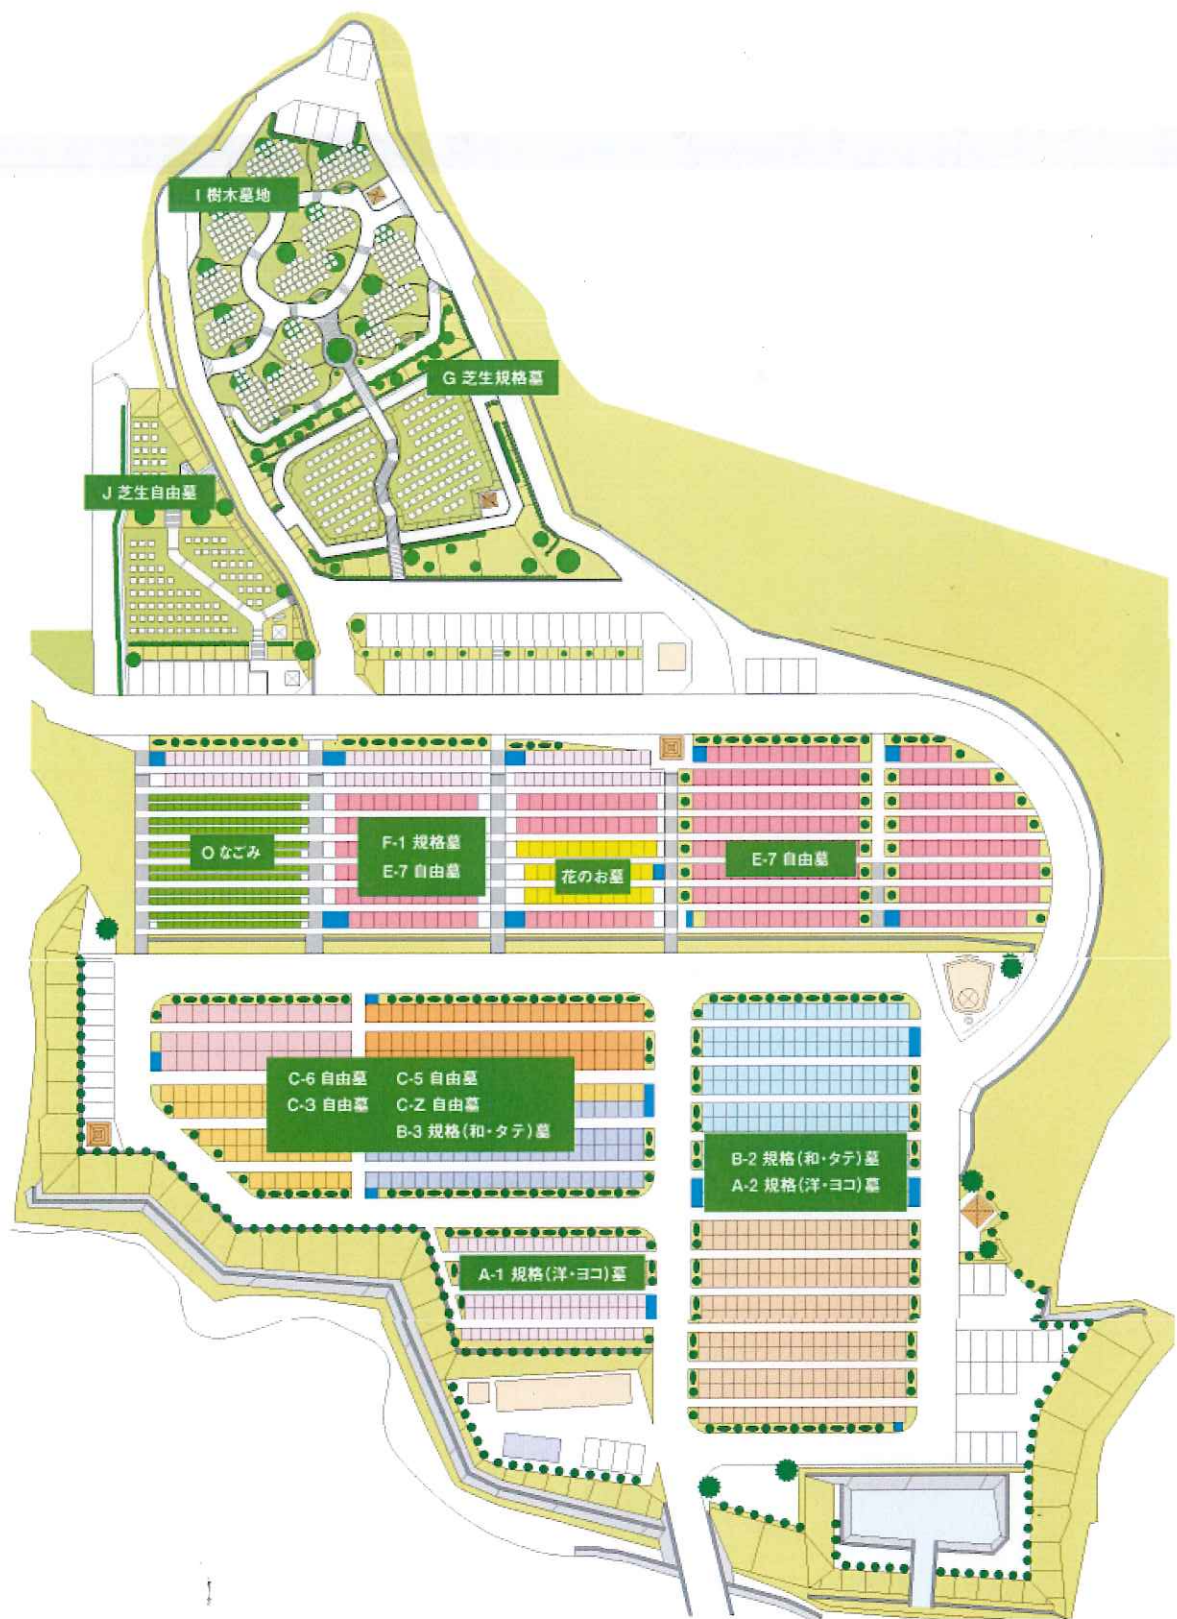 I 樹木墓地
G 芝生規格墓
J 芝生自由墓
O なごみ
F-1 規格墓
E-7 自由墓
花のお墓
E-7 自由墓
C-6 自由墓 C-5 自由墓
C-3 自由墓 C-Z 自由墓
B-3 規格(和・タテ)墓
B-2 規格(和・タテ)墓
A-2 規格(洋・ヨコ)墓
A-1 規格(洋・ヨコ)墓